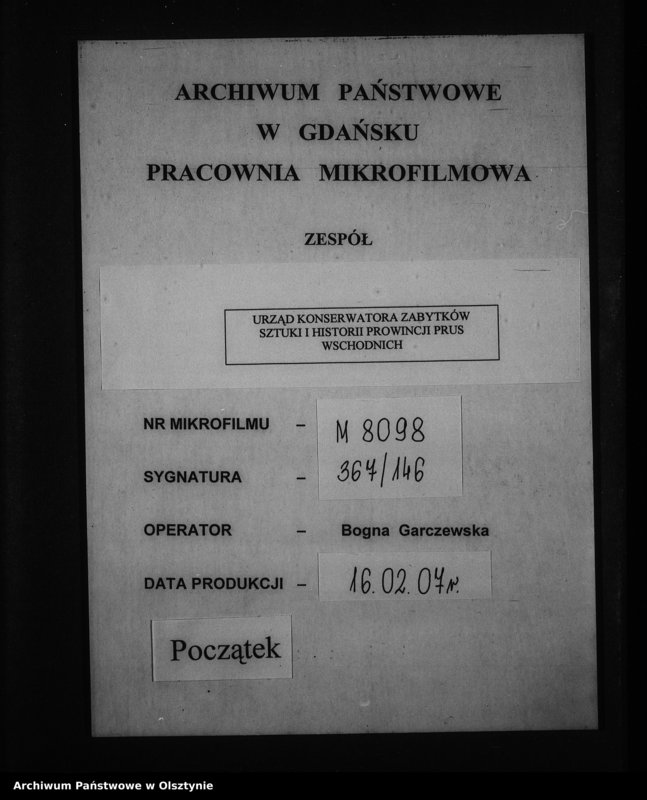 ARCHIWUM PAŃSTWOWE
W GDAŃSKU
PRACOWNIA MIKROFILMOWA
ZESPÓŁ
URZĄD KONSERWATORA ZABYTKÓW
SZTUKI I HISTORII PROWINCJI PRUS
WSCHODNICH
NR MIKROFILMU – M 8098
SYGNATURA – 367/146
OPERATOR – Bogna Garczewska
DATA PRODUKCJI – 16.02.07r.
Początek
Archiwum Państwowe w Olsztynie